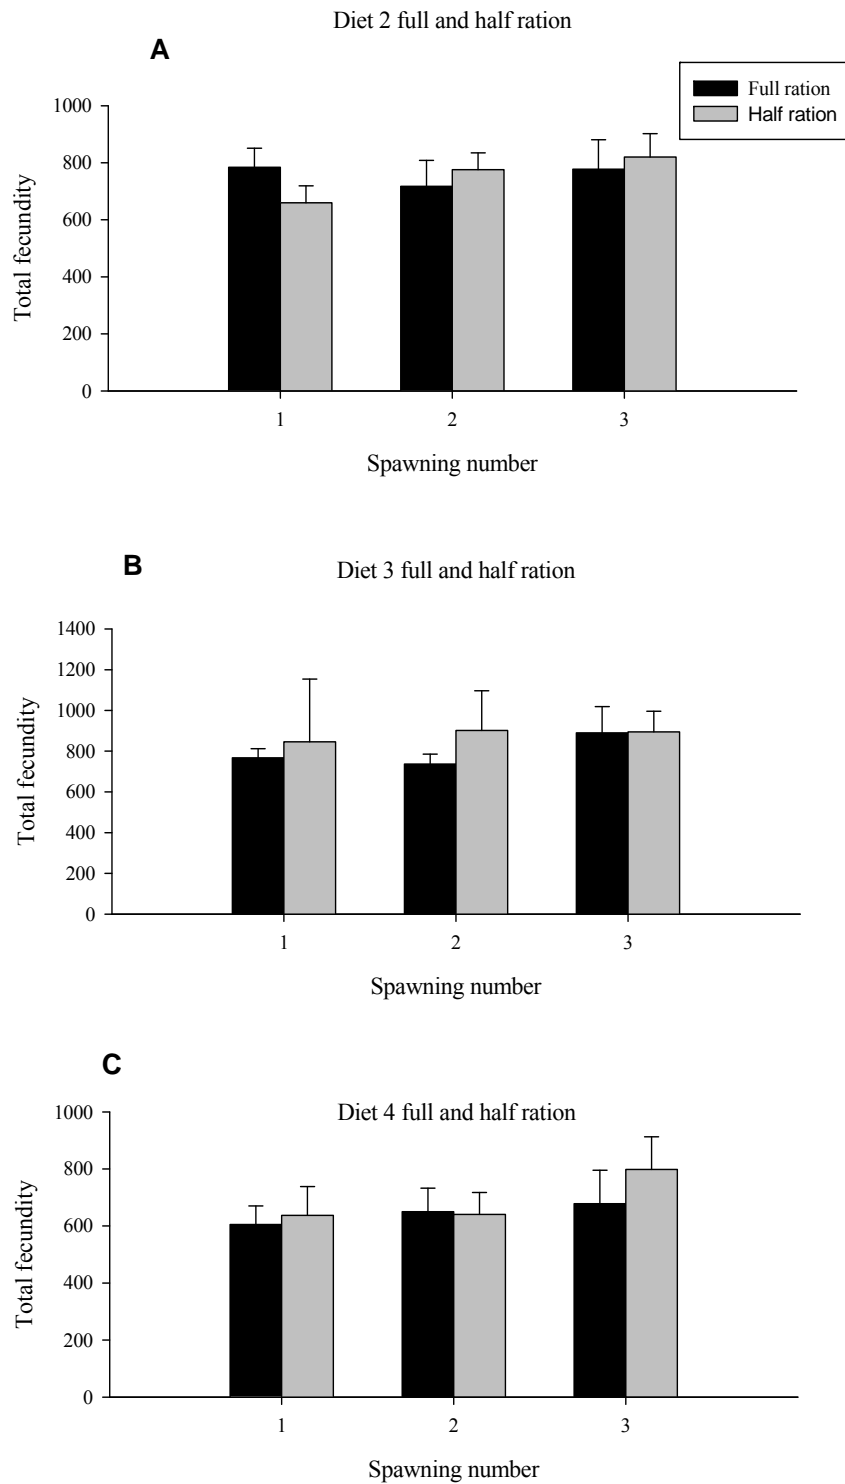 Diet 2 full and half ration
A
Full ration
Half ration
1000
800
600
400
200
0
Total fecundity
1 2 3
Spawning number
B
Diet 3 full and half ration
1400
1200
1000
800
600
400
200
0
Total fecundity
1 2 3
Spawning number
C
Diet 4 full and half ration
1000
800
600
400
200
0
Total fecundity
1 2 3
Spawning number